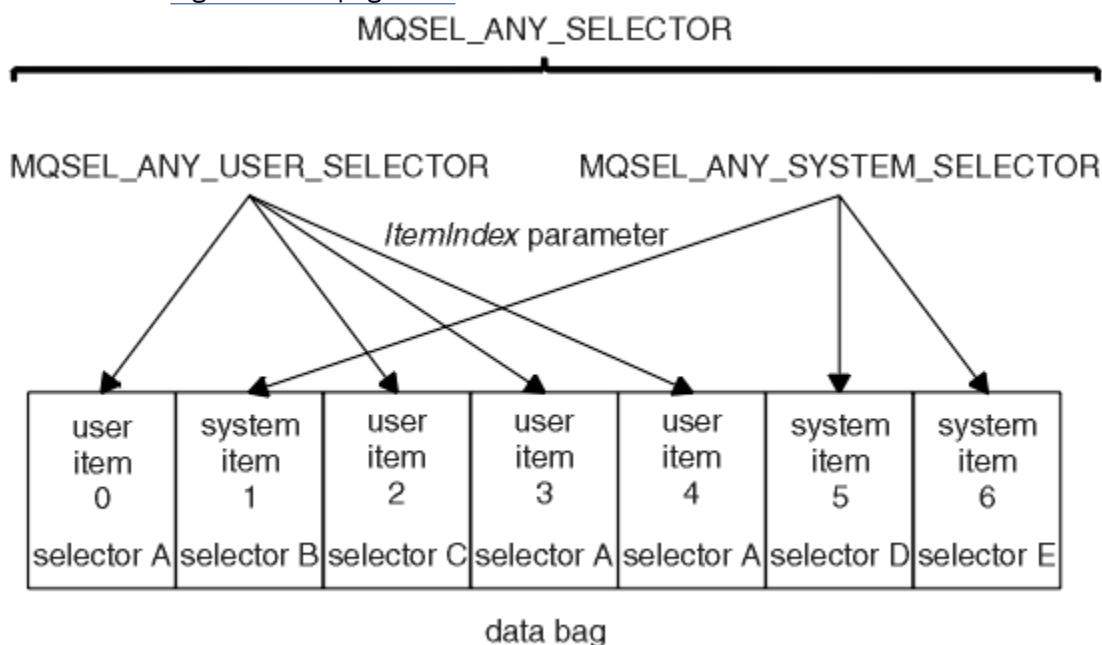 MQSEL_ANY_SELECTOR
MQSEL_ANY_USER_SELECTOR
MQSEL_ANY_SYSTEM_SELECTOR
ItemIndex parameter
user item 0 selector A
system item 1 selector B
user item 2 selector C
user item 3 selector A
user item 4 selector A
system item 5 selector D
system item 6 selector E
data bag